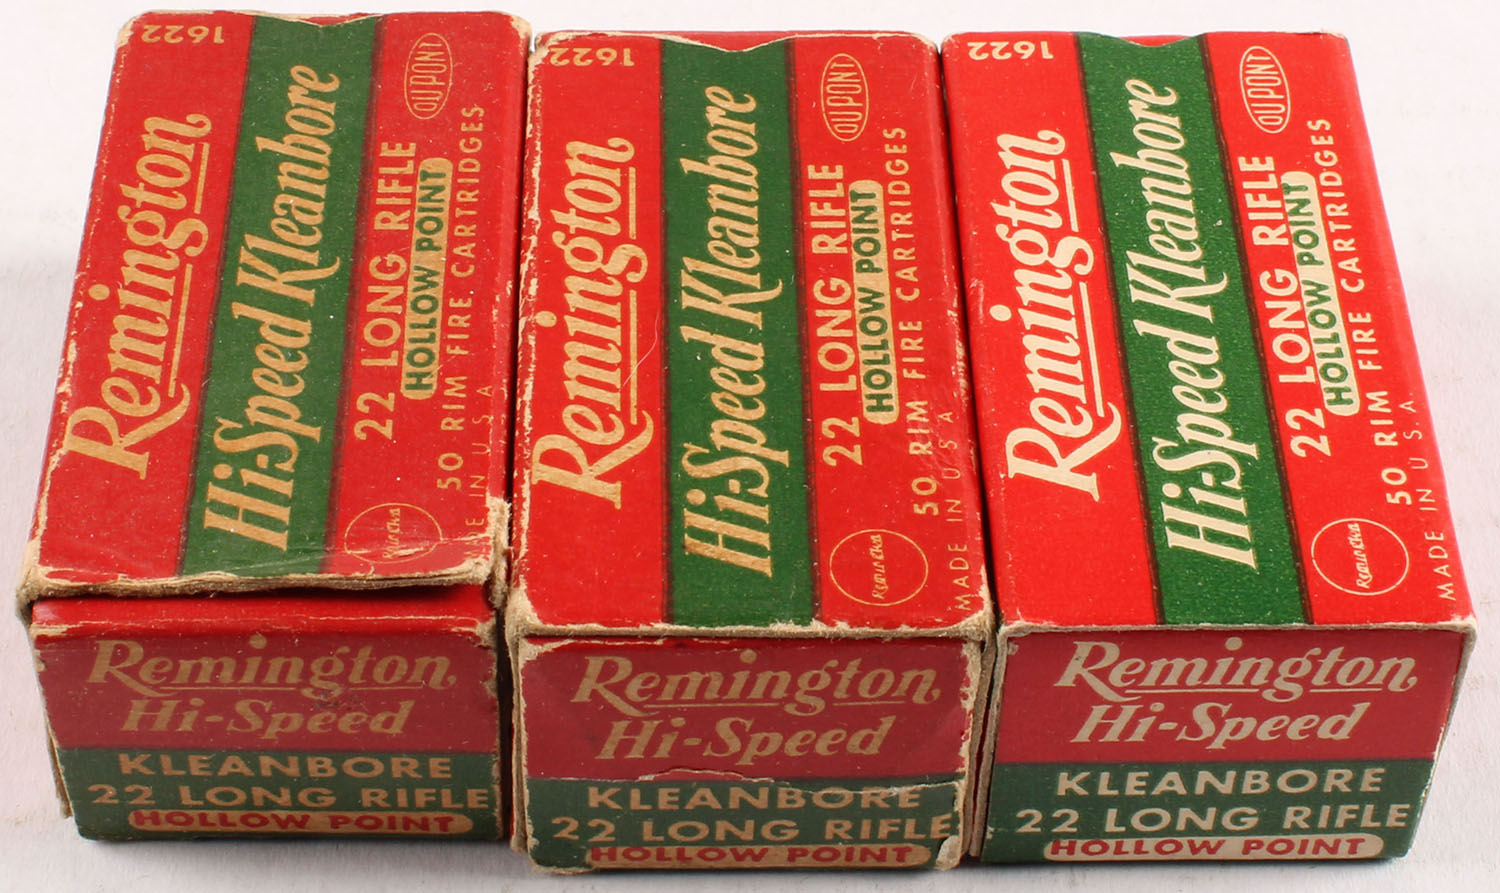 1622
DUPONT
Remington
Hi-Speed Kleanbore
22 LONG RIFLE
HOLLOW POINT
50 RIM FIRE CARTRIDGES
E IN U S A
Remington,
Hi-Speed
KLEANBORE
22 LONG RIFLE
HOLLOW POINT
1622
DUPONT
Remington
Hi-Speed Kleanbore
22 LONG RIFLE
HOLLOW POINT
50 RIM FIRE CARTRIDGES
MADE IN U S A
Remington,
Hi-Speed
KLEANBORE
22 LONG RIFLE
HOLLOW POINT
1622
DUPONT
Remington
Hi-Speed Kleanbore
22 LONG RIFLE
HOLLOW POINT
50 RIM FIRE CARTRIDGES
MADE IN U S. A.
Remington,
Hi-Speed
KLEANBORE
22 LONG RIFLE
HOLLOW POINT